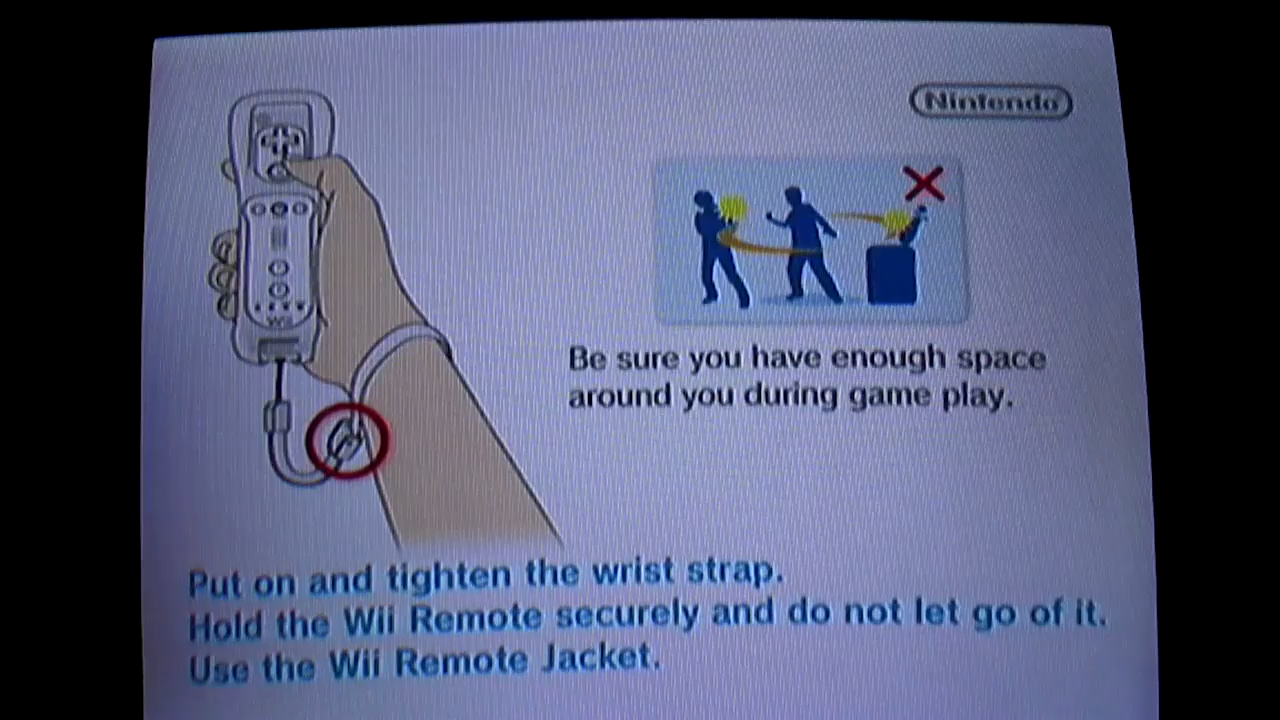 Nintendo
Be sure you have enough space
around you during game play.
Wii
Put on and tighten the wrist strap.
Hold the Wii Remote securely and do not let go of it.
Use the Wii Remote Jacket.